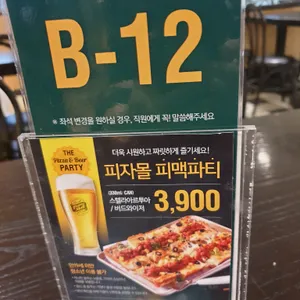 B-12
※ 좌석 변경을 원하실 경우, 직원에게 꼭! 말씀해주세요
THE
Pizza & Beer
PARTY
더욱 시원하고 짜릿하게 즐기세요!
피자몰 피맥파티
(330ml/ CAN)
스텔라아르투아
/ 버드와이저
3,900